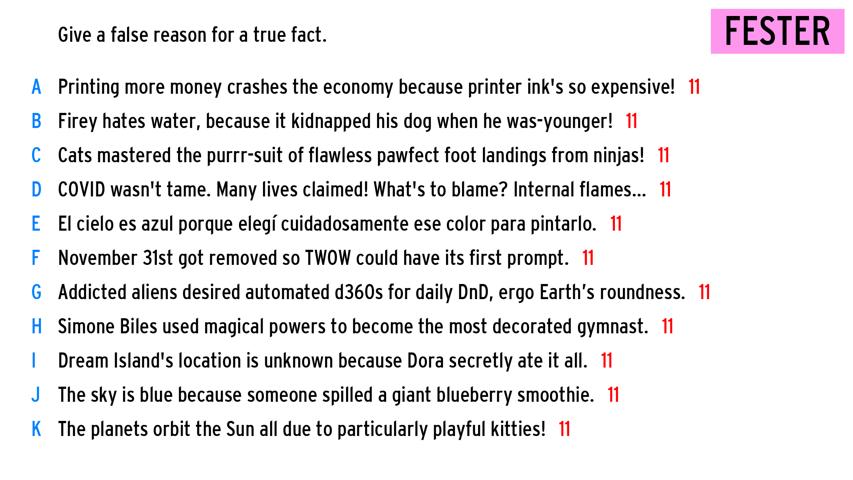 Give a false reason for a true fact.
FESTER
A Printing more money crashes the economy because printer ink's so expensive! 11
B Firey hates water, because it kidnapped his dog when he was-younger! 11
C Cats mastered the purrr-suit of flawless pawfect foot landings from ninjas! 11
D COVID wasn't tame. Many lives claimed! What's to blame? Internal flames... 11
E El cielo es azul porque elegí cuidadosamente ese color para pintarlo. 11
F November 31st got removed so TWOW could have its first prompt. 11
G Addicted aliens desired automated d360s for daily DnD, ergo Earth’s roundness. 11
H Simone Biles used magical powers to become the most decorated gymnast. 11
I Dream Island's location is unknown because Dora secretly ate it all. 11
J The sky is blue because someone spilled a giant blueberry smoothie. 11
K The planets orbit the Sun all due to particularly playful kitties! 11